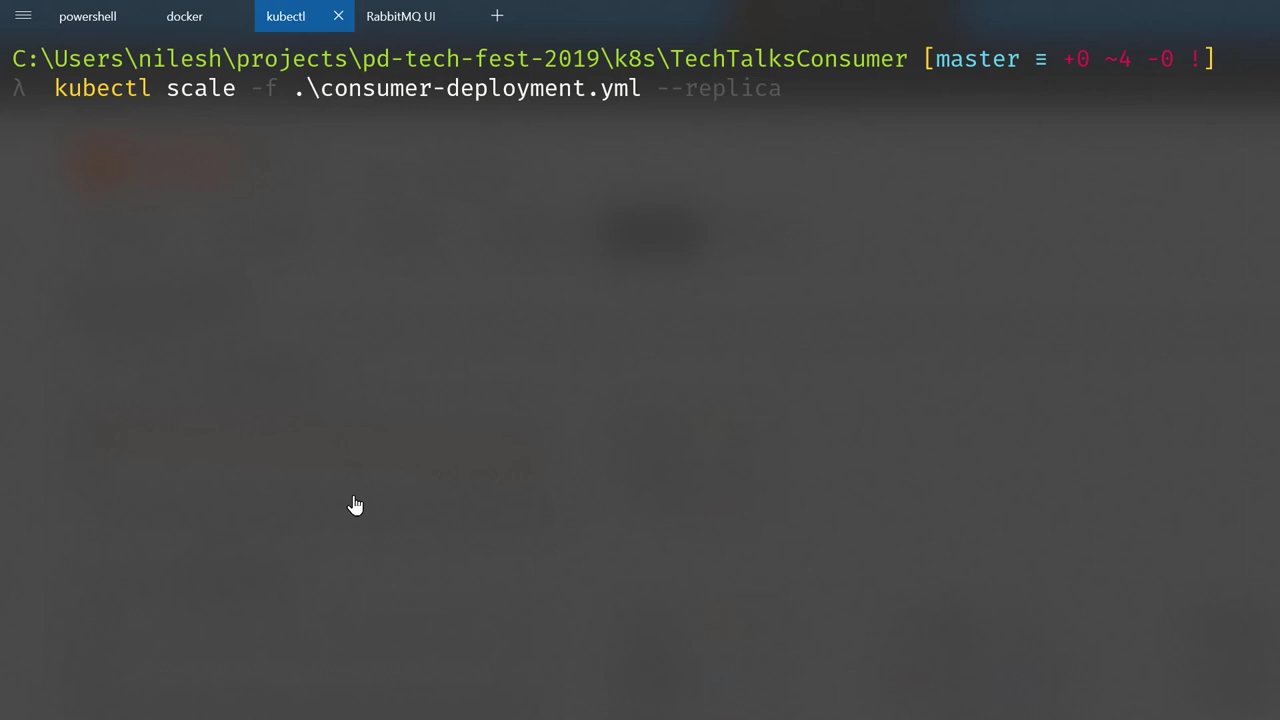 powershell docker kubectl RabbitMQ UI
C:\Users\nilesh\projects\pd-tech-fest-2019\k8s\TechTalksConsumer [master ≡ +0 ~4 -0 !]
λ kubectl scale -f .\consumer-deployment.yml --replica